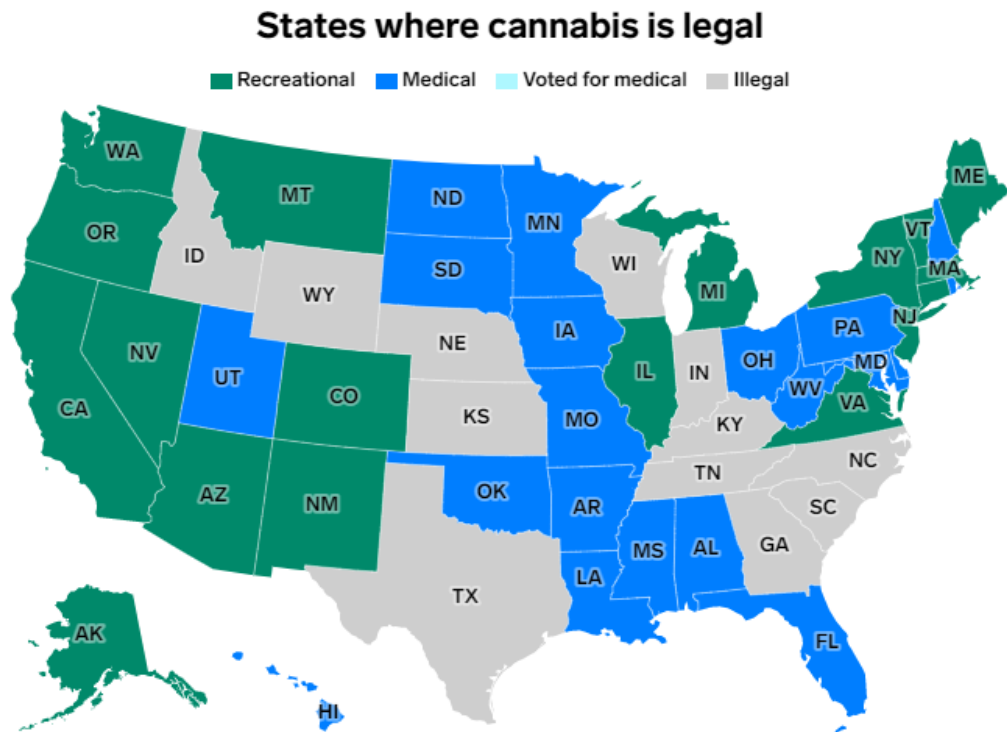 States where cannabis is legal
Recreational Medical Voted for medical Illegal
WA
MT
ND
MN
ME
OR
ID
SD
WI
VT
NY
MA
WY
MI
NJ
NV
NE
IA
PA
UT
CO
IL
IN
OH
MD
CA
KS
MO
WV
VA
KY
AZ
NM
OK
AR
TN
NC
SC
MS
AL
GA
TX
LA
AK
FL
HI